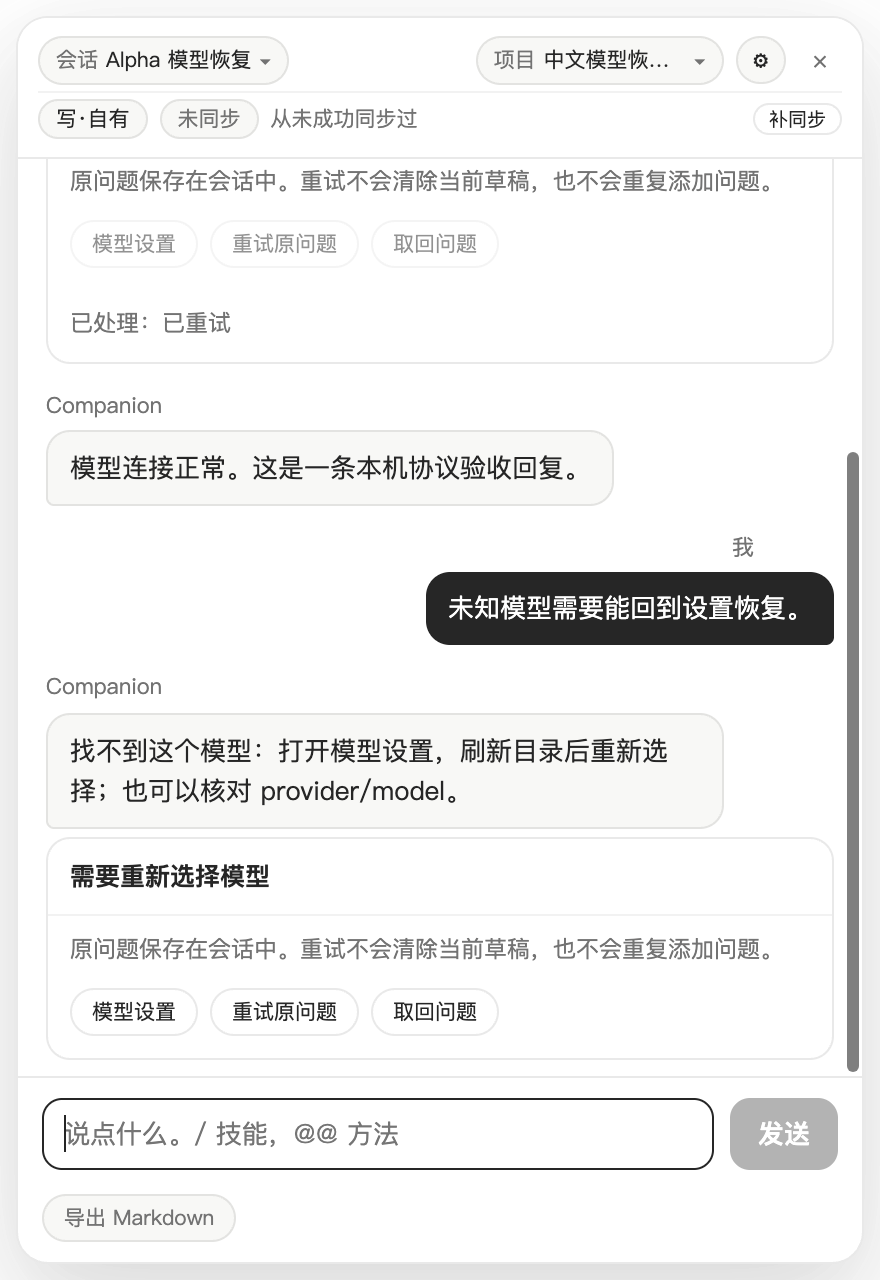 会话 Alpha 模型恢复
项目 中文模型恢…
写·自有 未同步 从未成功同步过 补同步
原问题保存在会话中。重试不会清除当前草稿，也不会重复添加问题。
模型设置 重试原问题 取回问题
已处理：已重试
Companion
模型连接正常。这是一条本机协议验收回复。
我
未知模型需要能回到设置恢复。
Companion
找不到这个模型：打开模型设置，刷新目录后重新选
择；也可以核对 provider/model。
需要重新选择模型
原问题保存在会话中。重试不会清除当前草稿，也不会重复添加问题。
模型设置 重试原问题 取回问题
说点什么。/ 技能，@@ 方法
发送
导出 Markdown